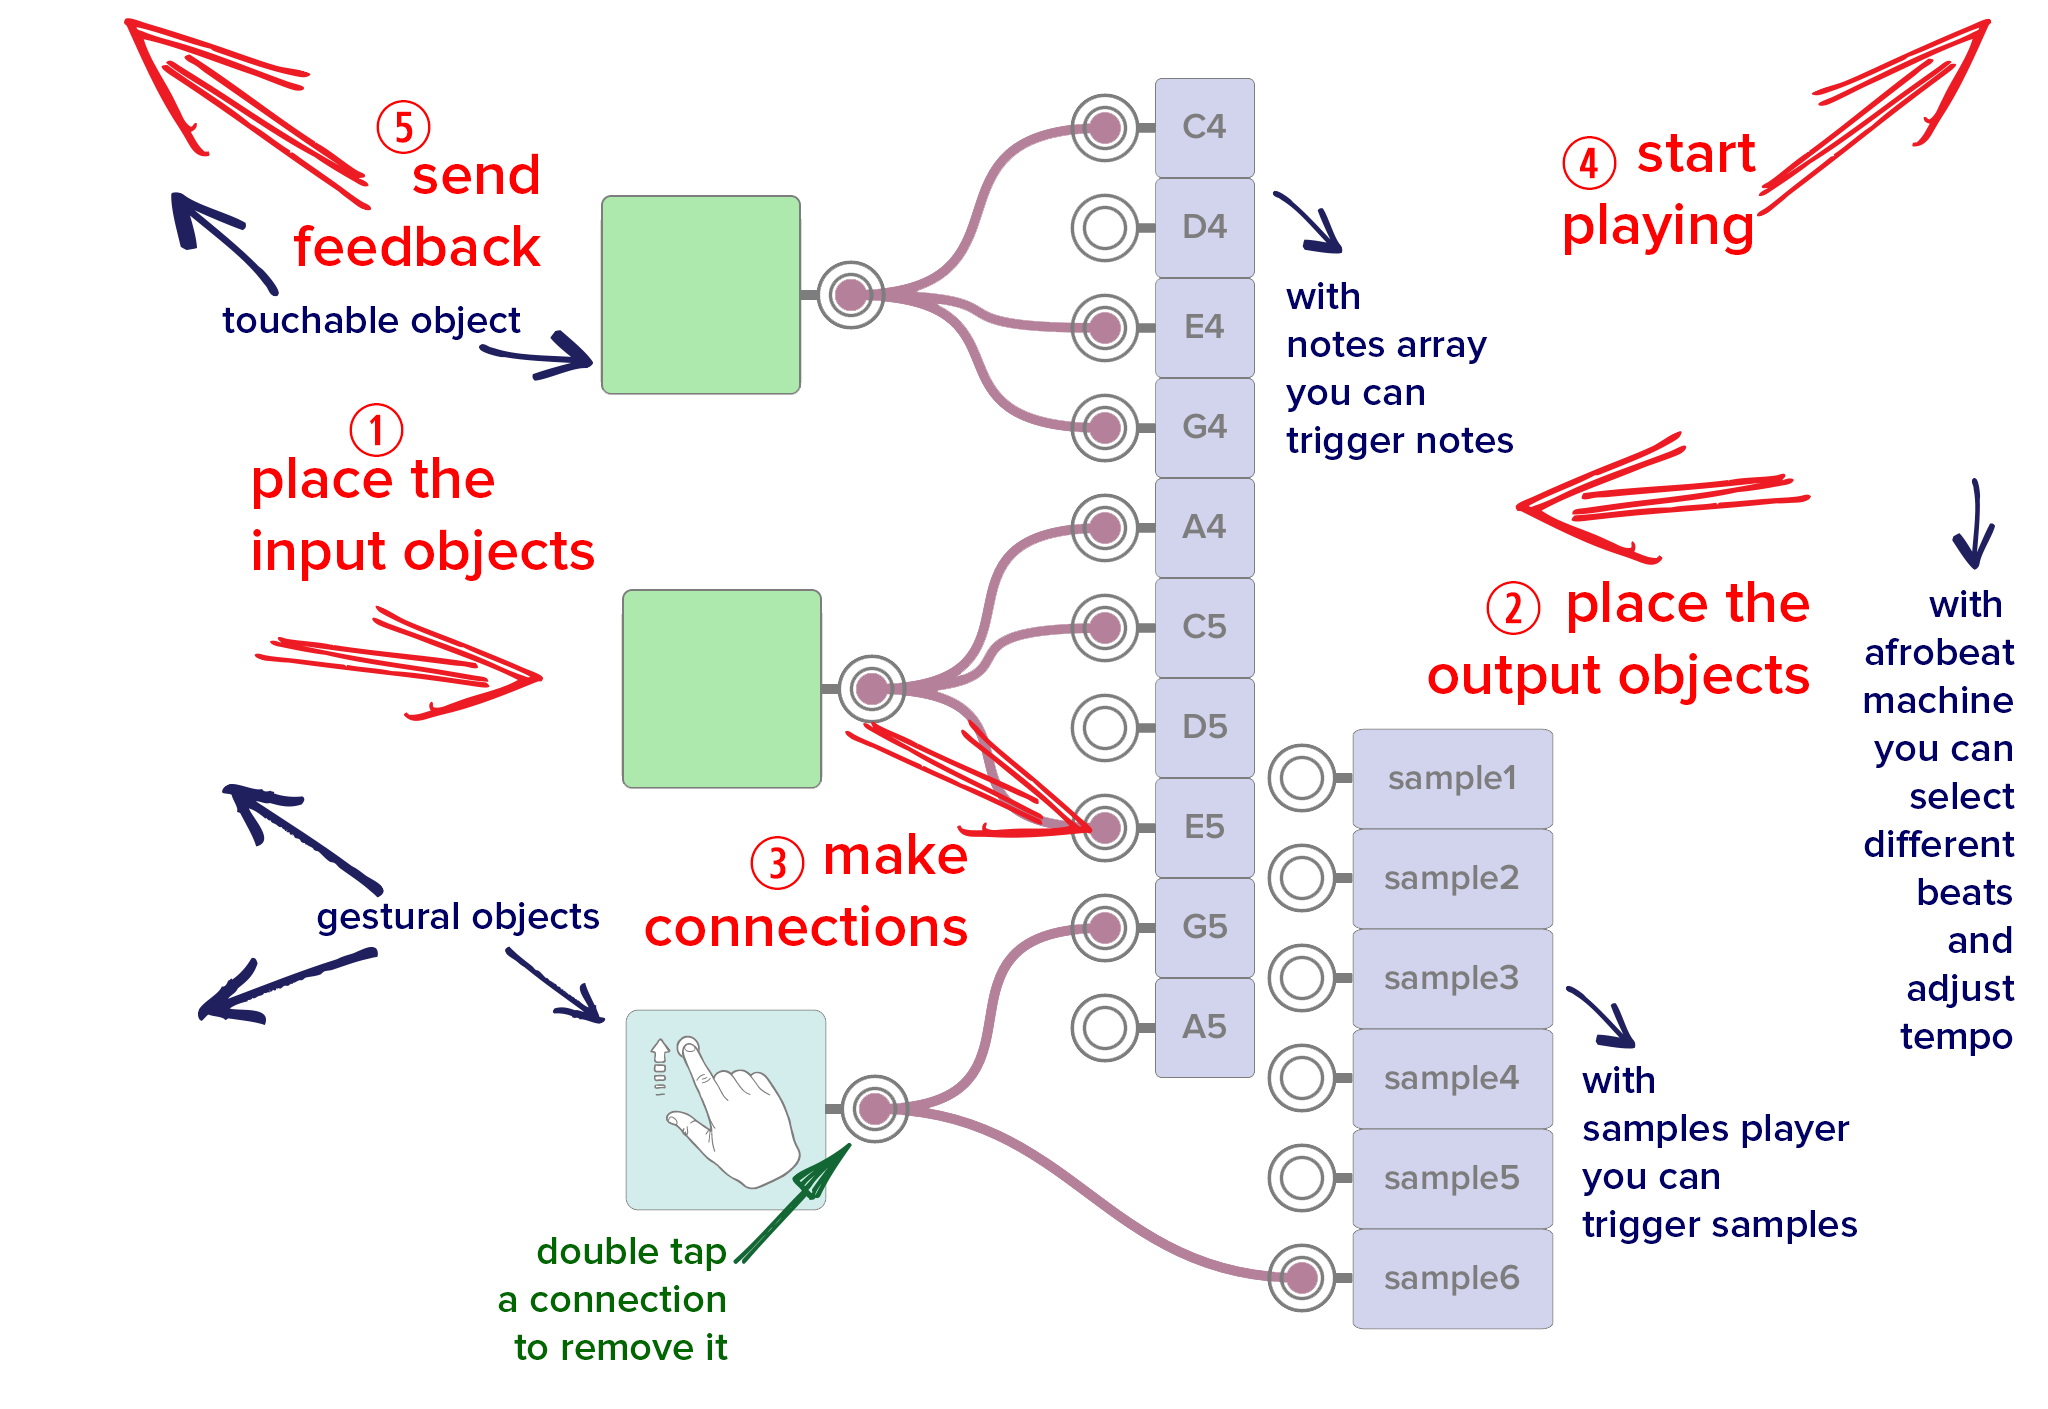 5
send
feedback
touchable object
1
place the
input objects
gestural objects
3 make
connections
double tap
a connection
to remove it
C4
D4
E4
G4
A4
C5
D5
E5
G5
A5
with
notes array
you can
trigger notes
4 start
playing
2 place the
output objects
sample1
sample2
sample3
sample4
sample5
sample6
with
samples player
you can
trigger samples
with
afrobeat
machine
you can
select
different
beats
and
adjust
tempo